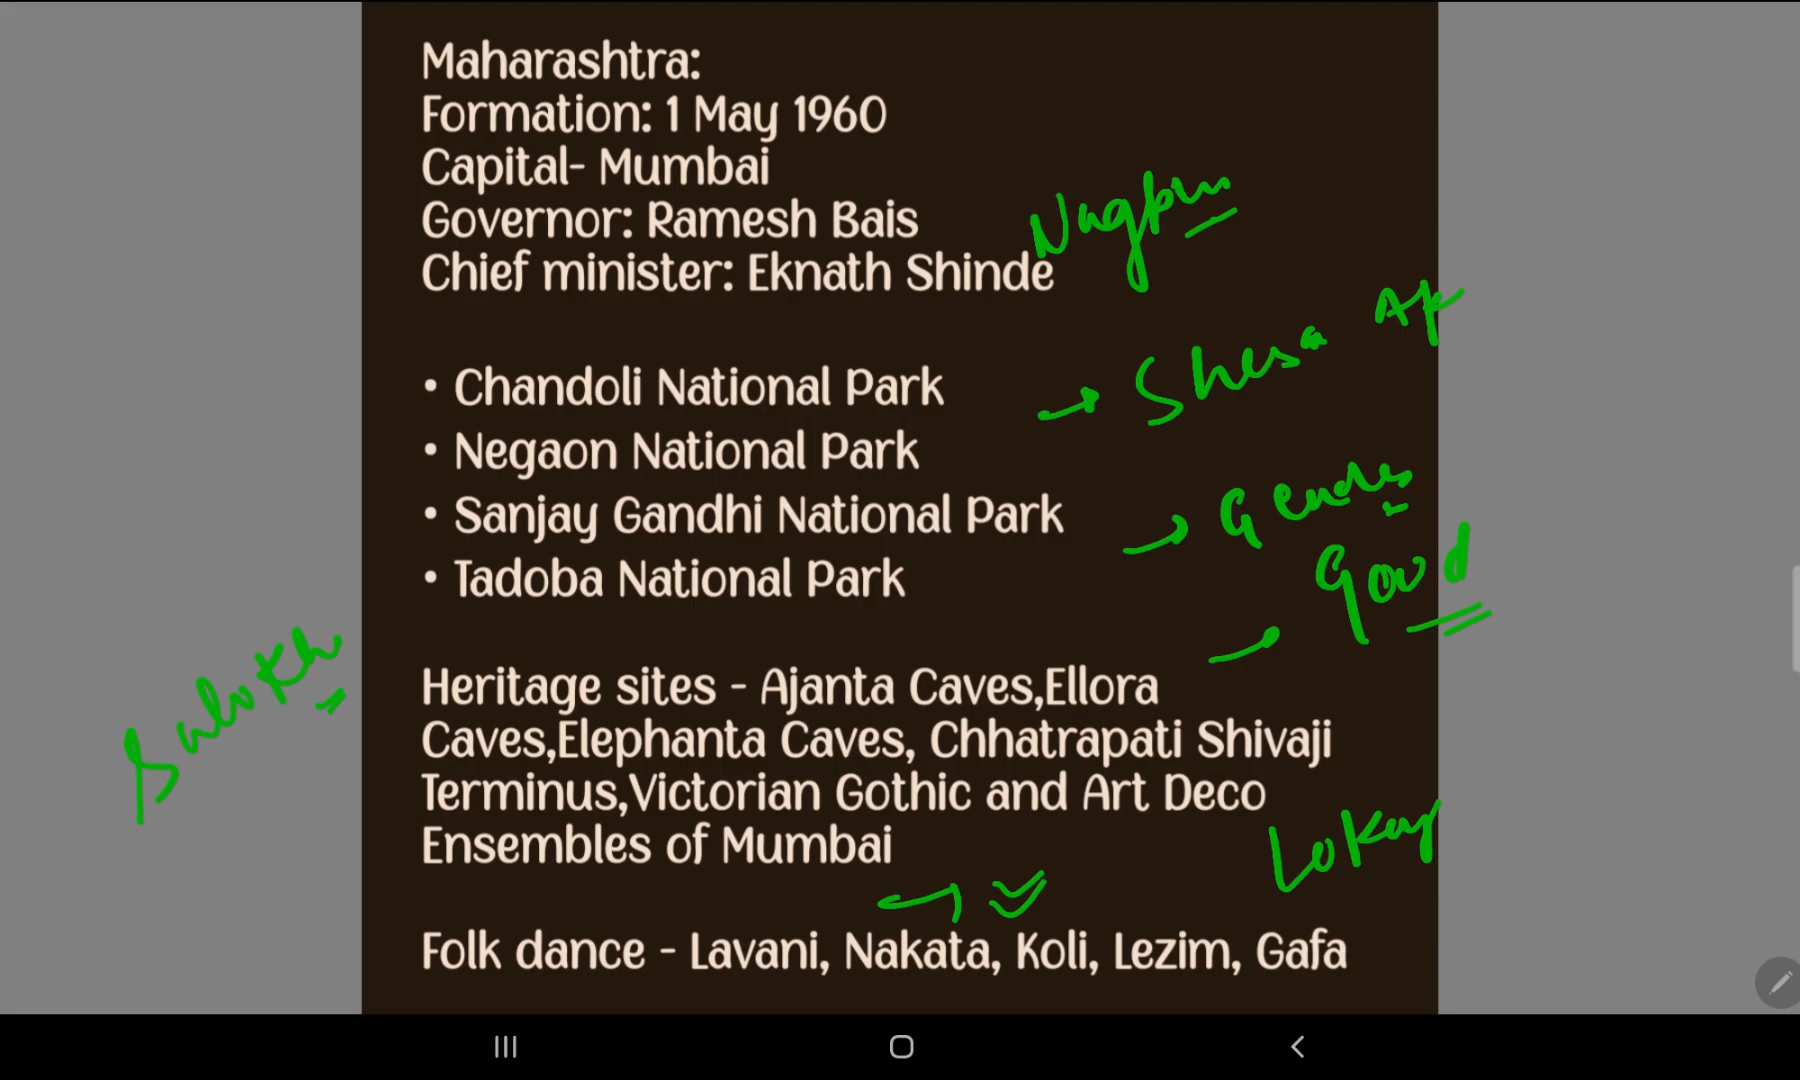 Maharashtra:
Formation: 1 May 1960
Capital- Mumbai
Governor: Ramesh Bais
Chief minister: Eknath Shinde
• Chandoli National Park
• Negaon National Park
• Sanjay Gandhi National Park
• Tadoba National Park
Heritage sites - Ajanta Caves,Ellora
Caves,Elephanta Caves, Chhatrapati Shivaji
Terminus,Victorian Gothic and Art Deco
Ensembles of Mumbai
Folk dance - Lavani, Nakata, Koli, Lezim, Gafa